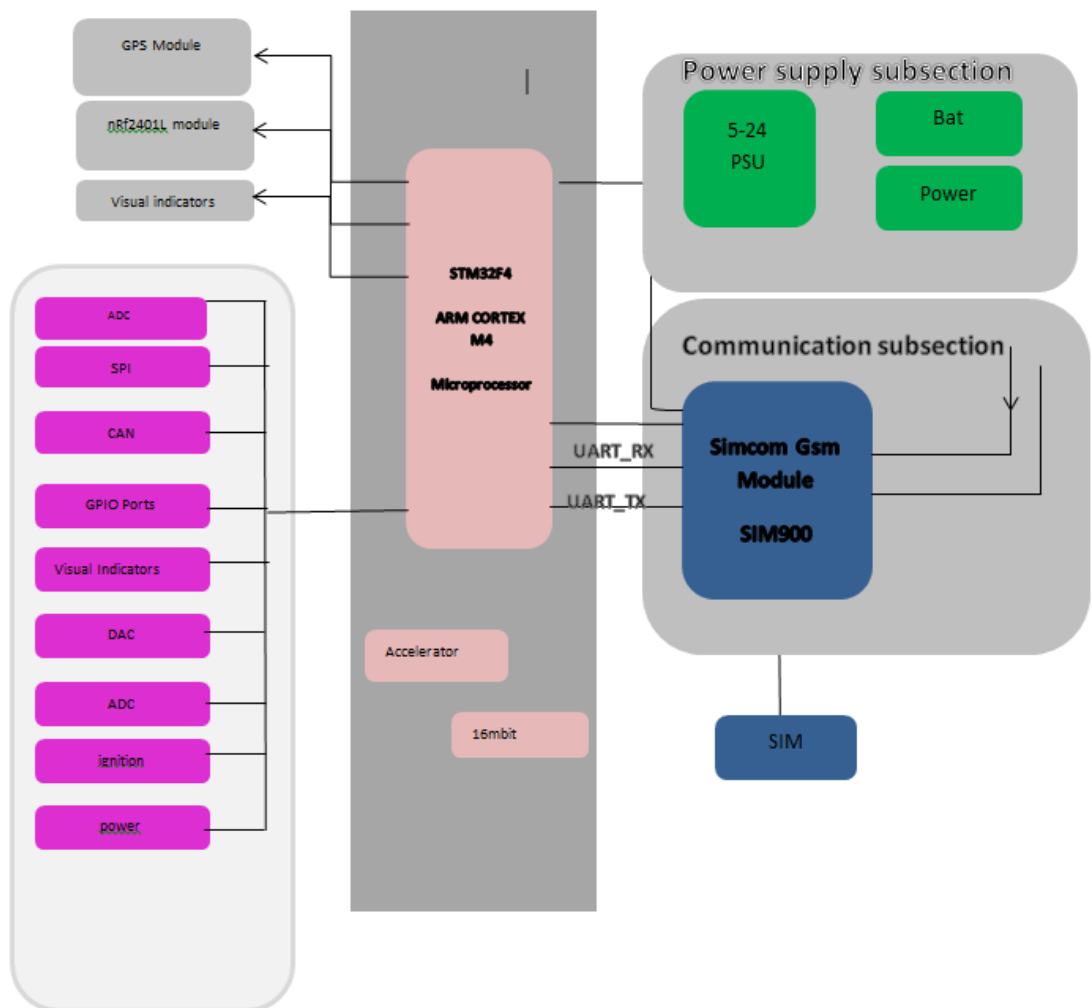 GPS Module
nRf2401L module
Visual indicators
ADC
SPI
CAN
GPIO Ports
Visual Indicators
DAC
ADC
ignition
power
STM32F4
ARM CORTEX
M4
Microprocessor
Accelerator
16mbit
Power supply subsection
5-24
PSU
Bat
Power
Communication subsection
UART_RX
UART_TX
Simcom Gsm
Module
SIM900
SIM